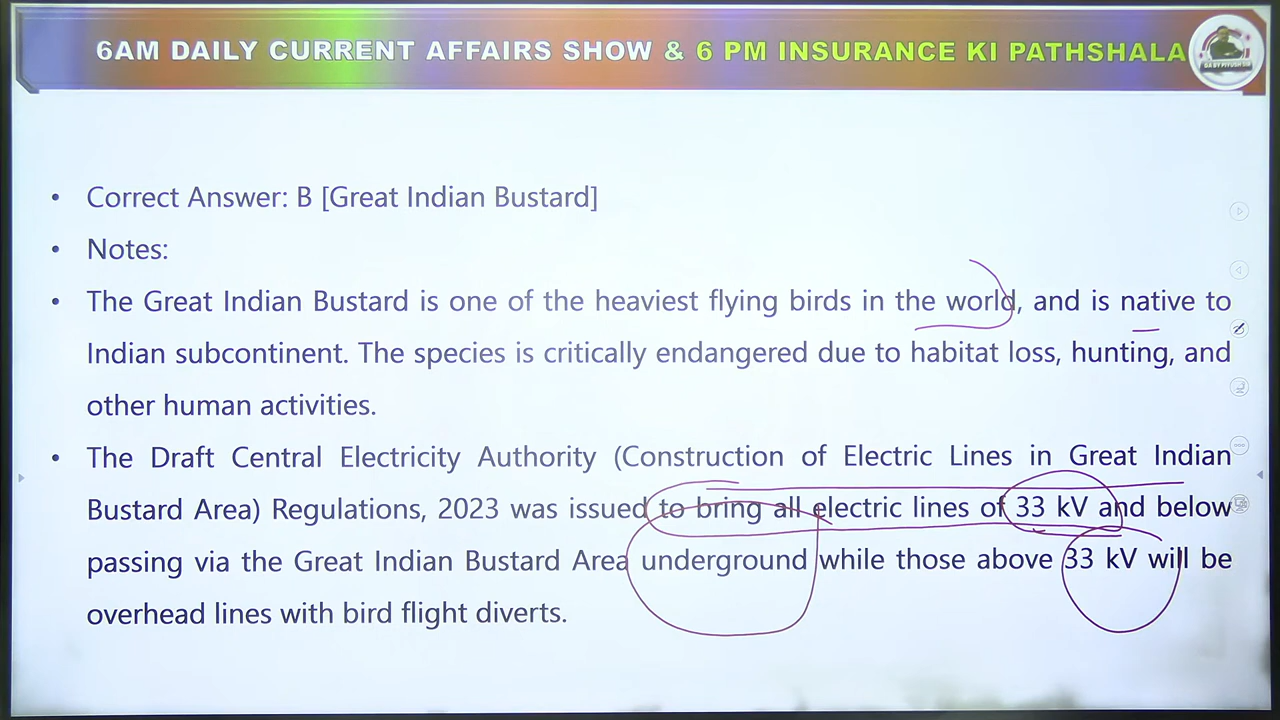 6AM DAILY CURRENT AFFAIRS SHOW & 6 PM INSURANCE KI PATHSHALA
• Correct Answer: B [Great Indian Bustard]
• Notes:
• The Great Indian Bustard is one of the heaviest flying birds in the world, and is native to
Indian subcontinent. The species is critically endangered due to habitat loss, hunting, and
other human activities.
• The Draft Central Electricity Authority (Construction of Electric Lines in Great Indian
Bustard Area) Regulations, 2023 was issued to bring all electric lines of 33 kV and below
passing via the Great Indian Bustard Area underground while those above 33 kV will be
overhead lines with bird flight diverts.